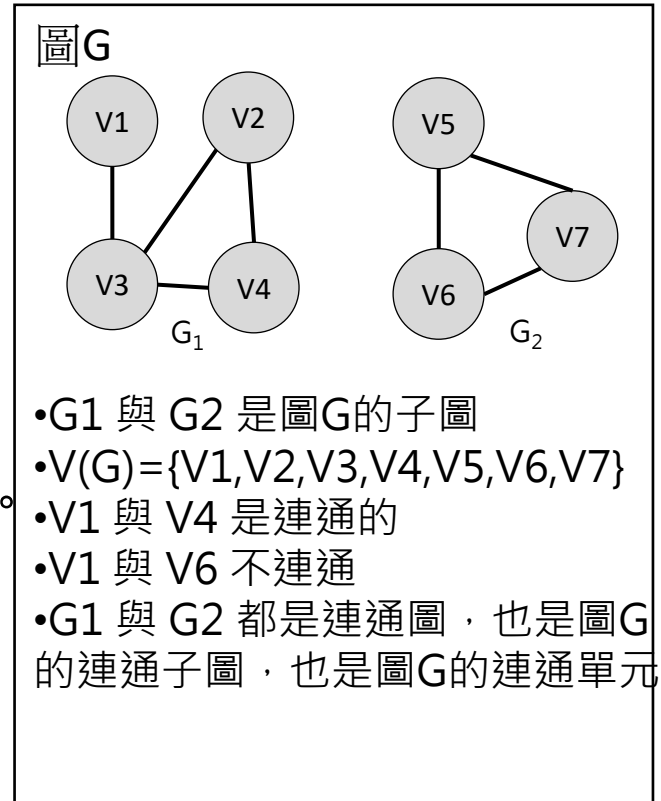 圖G
V1
V2
V5
V7
V3
V4
V6
G₁
G₂
•G1 與 G2 是圖G的子圖
•V(G)={V1,V2,V3,V4,V5,V6,V7}
•V1 與 V4 是連通的
•V1 與 V6 不連通
•G1 與 G2 都是連通圖，也是圖G
的連通子圖，也是圖G的連通單元